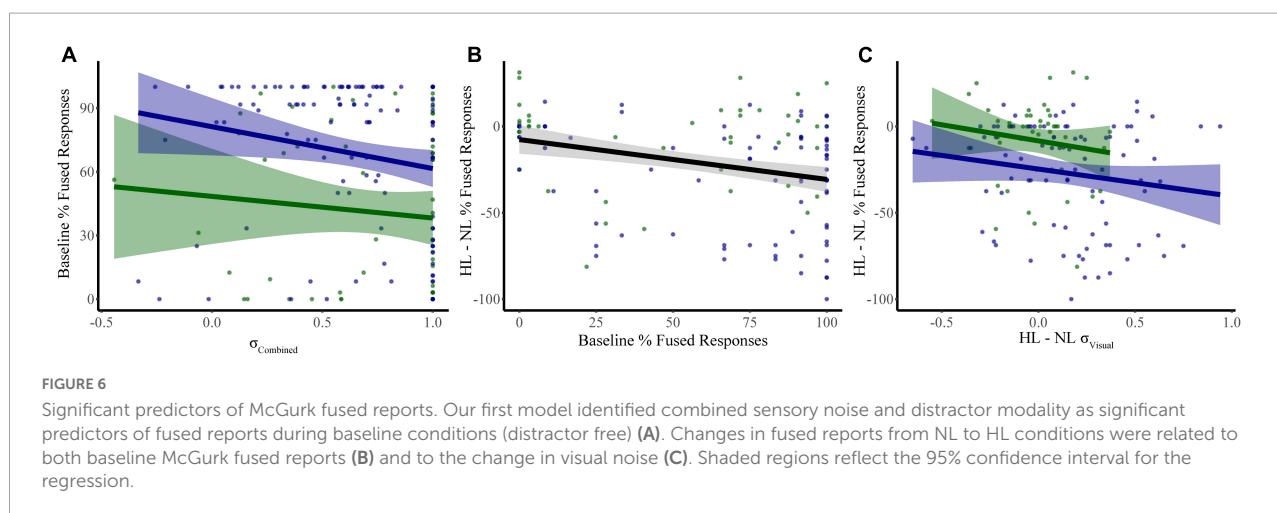 A
B
C
Baseline % Fused Responses
90
60
30
0
-0.5
0.0
0.5
1.0
σCombined
HL - NL % Fused Responses
0
-50
-100
0
25
50
75
100
Baseline % Fused Responses
HL - NL % Fused Responses
0
-50
-100
-0.5
0.0
0.5
1.0
HL - NL σVisual
FIGURE 6
Significant predictors of McGurk fused reports. Our first model identified combined sensory noise and distractor modality as significant
predictors of fused reports during baseline conditions (distractor free) (A). Changes in fused reports from NL to HL conditions were related to
both baseline McGurk fused reports (B) and to the change in visual noise (C). Shaded regions reflect the 95% confidence interval for the
regression.